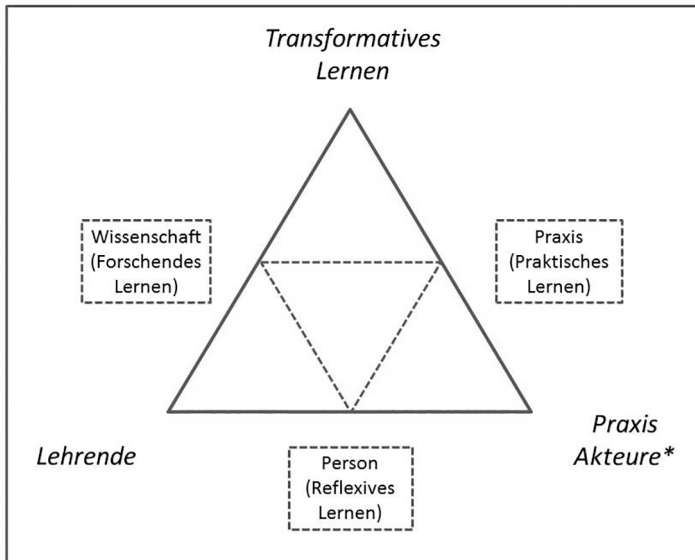 Transformatives
Lernen
Wissenschaft
(Forschendes
Lernen)
Praxis
(Praktisches
Lernen)
Lehrende
Person
(Reflexives
Lernen)
Praxis
Akteure*